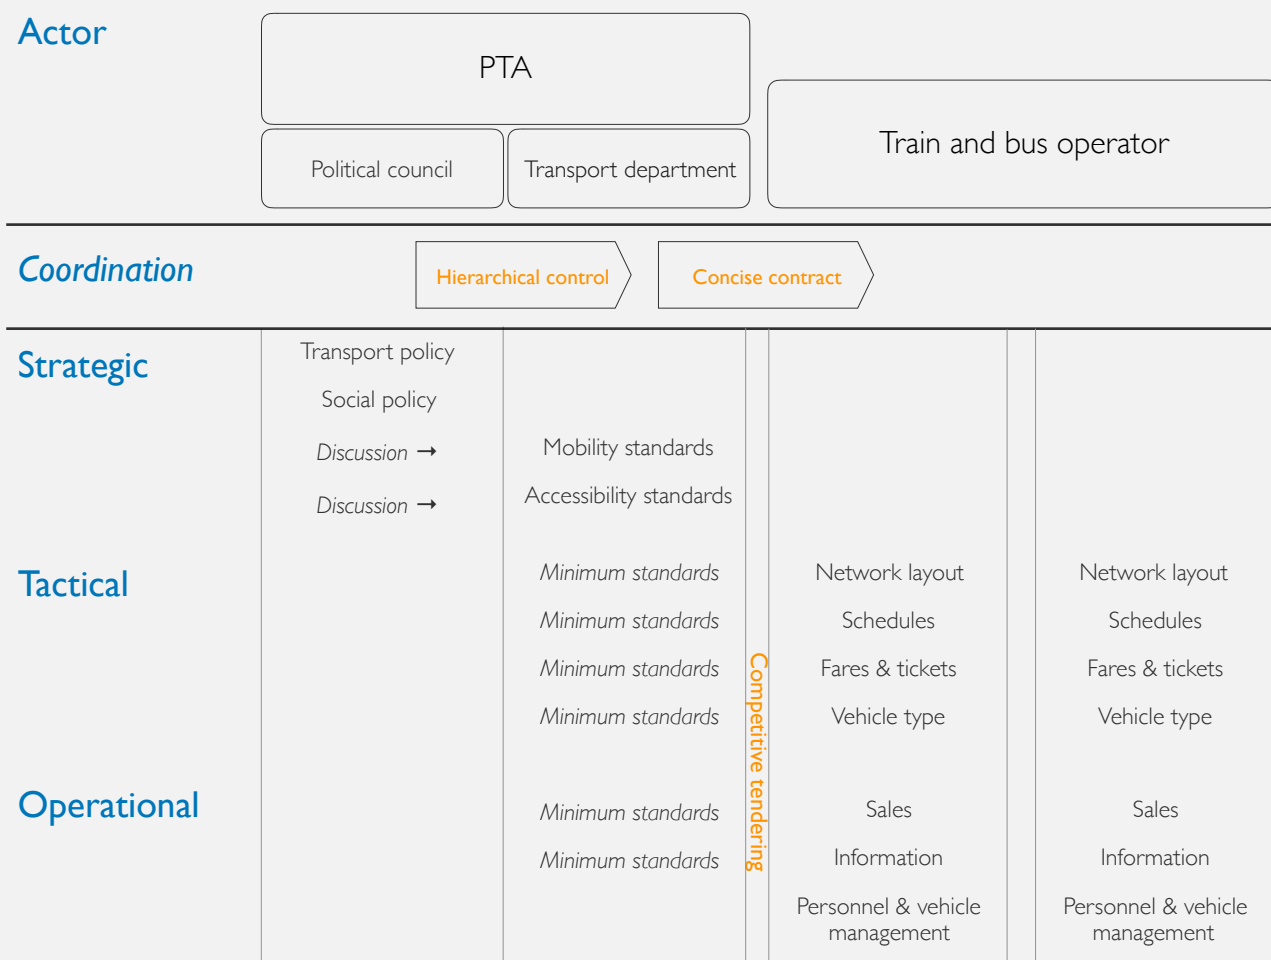 Actor
PTA
Political council
Transport department
Train and bus operator
Coordination
Hierarchical control
Concise contract
Strategic
Transport policy
Social policy
Discussion →
Mobility standards
Discussion →
Accessibility standards
Tactical
Minimum standards
Network layout
Network layout
Minimum standards
Schedules
Schedules
Minimum standards
Fares & tickets
Fares & tickets
Minimum standards
Vehicle type
Vehicle type
Competitive tendering
Operational
Minimum standards
Sales
Sales
Minimum standards
Information
Information
Personnel & vehicle
management
Personnel & vehicle
management